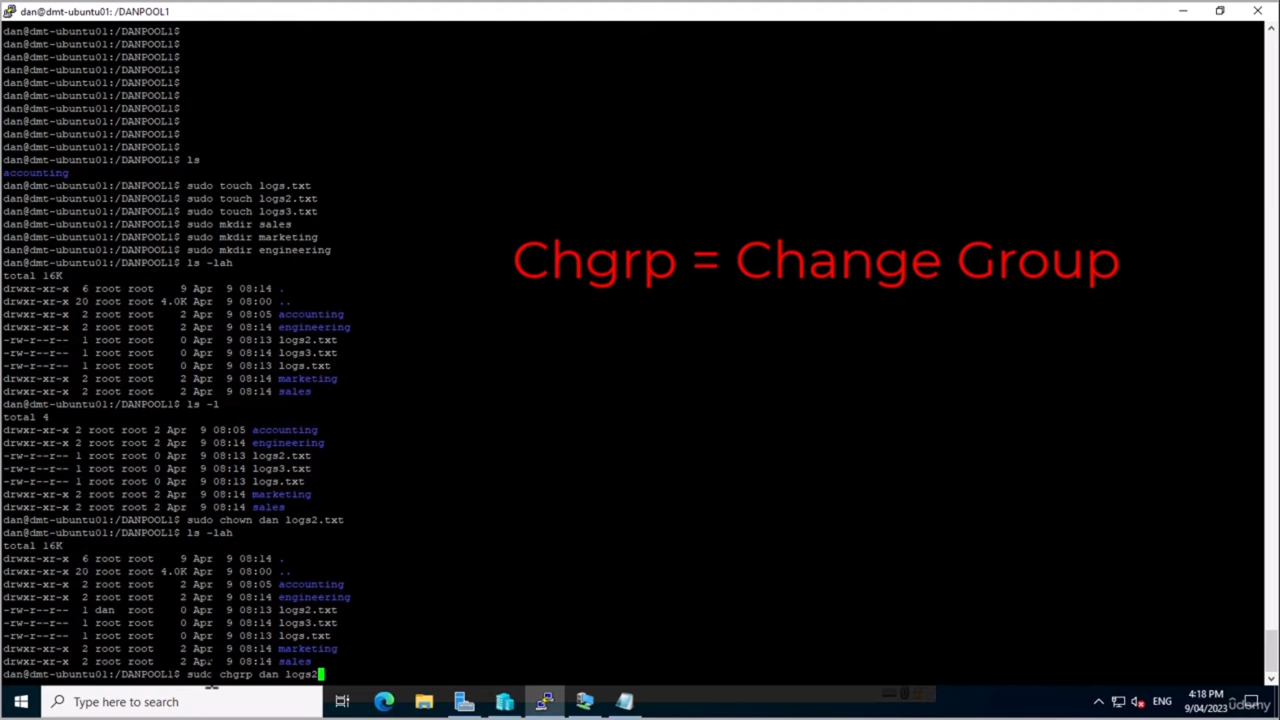 dan@dmt-ubuntu01: /DANPOOL1
dan@dmt-ubuntu01:/DANPOOL1$
dan@dmt-ubuntu01:/DANPOOL1$
dan@dmt-ubuntu01:/DANPOOL1$
dan@dmt-ubuntu01:/DANPOOL1$
dan@dmt-ubuntu01:/DANPOOL1$
dan@dmt-ubuntu01:/DANPOOL1$
dan@dmt-ubuntu01:/DANPOOL1$
dan@dmt-ubuntu01:/DANPOOL1$
dan@dmt-ubuntu01:/DANPOOL1$
dan@dmt-ubuntu01:/DANPOOL1$
dan@dmt-ubuntu01:/DANPOOL1$ ls
accounting
dan@dmt-ubuntu01:/DANPOOL1$ sudo touch logs.txt
dan@dmt-ubuntu01:/DANPOOL1$ sudo touch logs2.txt
dan@dmt-ubuntu01:/DANPOOL1$ sudo touch logs3.txt
dan@dmt-ubuntu01:/DANPOOL1$ sudo mkdir sales
dan@dmt-ubuntu01:/DANPOOL1$ sudo mkdir marketing
dan@dmt-ubuntu01:/DANPOOL1$ sudo mkdir engineering
dan@dmt-ubuntu01:/DANPOOL1$ ls -lah
total 16K
drwxr-xr-x 6 root root 9 Apr 9 08:14 .
drwxr-xr-x 20 root root 4.0K Apr 9 08:00 ..
drwxr-xr-x 2 root root 2 Apr 9 08:05 accounting
drwxr-xr-x 2 root root 2 Apr 9 08:14 engineering
-rw-r--r-- 1 root root 0 Apr 9 08:13 logs2.txt
-rw-r--r-- 1 root root 0 Apr 9 08:14 logs3.txt
-rw-r--r-- 1 root root 0 Apr 9 08:13 logs.txt
drwxr-xr-x 2 root root 2 Apr 9 08:14 marketing
drwxr-xr-x 2 root root 2 Apr 9 08:14 sales
dan@dmt-ubuntu01:/DANPOOL1$ ls -l
total 4
drwxr-xr-x 2 root root 2 Apr 9 08:05 accounting
drwxr-xr-x 2 root root 2 Apr 9 08:14 engineering
-rw-r--r-- 1 root root 0 Apr 9 08:13 logs2.txt
-rw-r--r-- 1 root root 0 Apr 9 08:14 logs3.txt
-rw-r--r-- 1 root root 0 Apr 9 08:13 logs.txt
drwxr-xr-x 2 root root 2 Apr 9 08:14 marketing
drwxr-xr-x 2 root root 2 Apr 9 08:14 sales
dan@dmt-ubuntu01:/DANPOOL1$ sudo chown dan logs2.txt
dan@dmt-ubuntu01:/DANPOOL1$ ls -lah
total 16K
drwxr-xr-x 6 root root 9 Apr 9 08:14 .
drwxr-xr-x 20 root root 4.0K Apr 9 08:00 ..
drwxr-xr-x 2 root root 2 Apr 9 08:05 accounting
drwxr-xr-x 2 root root 2 Apr 9 08:14 engineering
-rw-r--r-- 1 dan root 0 Apr 9 08:13 logs2.txt
-rw-r--r-- 1 root root 0 Apr 9 08:14 logs3.txt
-rw-r--r-- 1 root root 0 Apr 9 08:13 logs.txt
drwxr-xr-x 2 root root 2 Apr 9 08:14 marketing
drwxr-xr-x 2 root root 2 Apr 9 08:14 sales
dan@dmt-ubuntu01:/DANPOOL1$ sudo chgrp dan logs2
Chgrp = Change Group
Type here to search
ENG
4:18 PM
9/04/2023
udemy